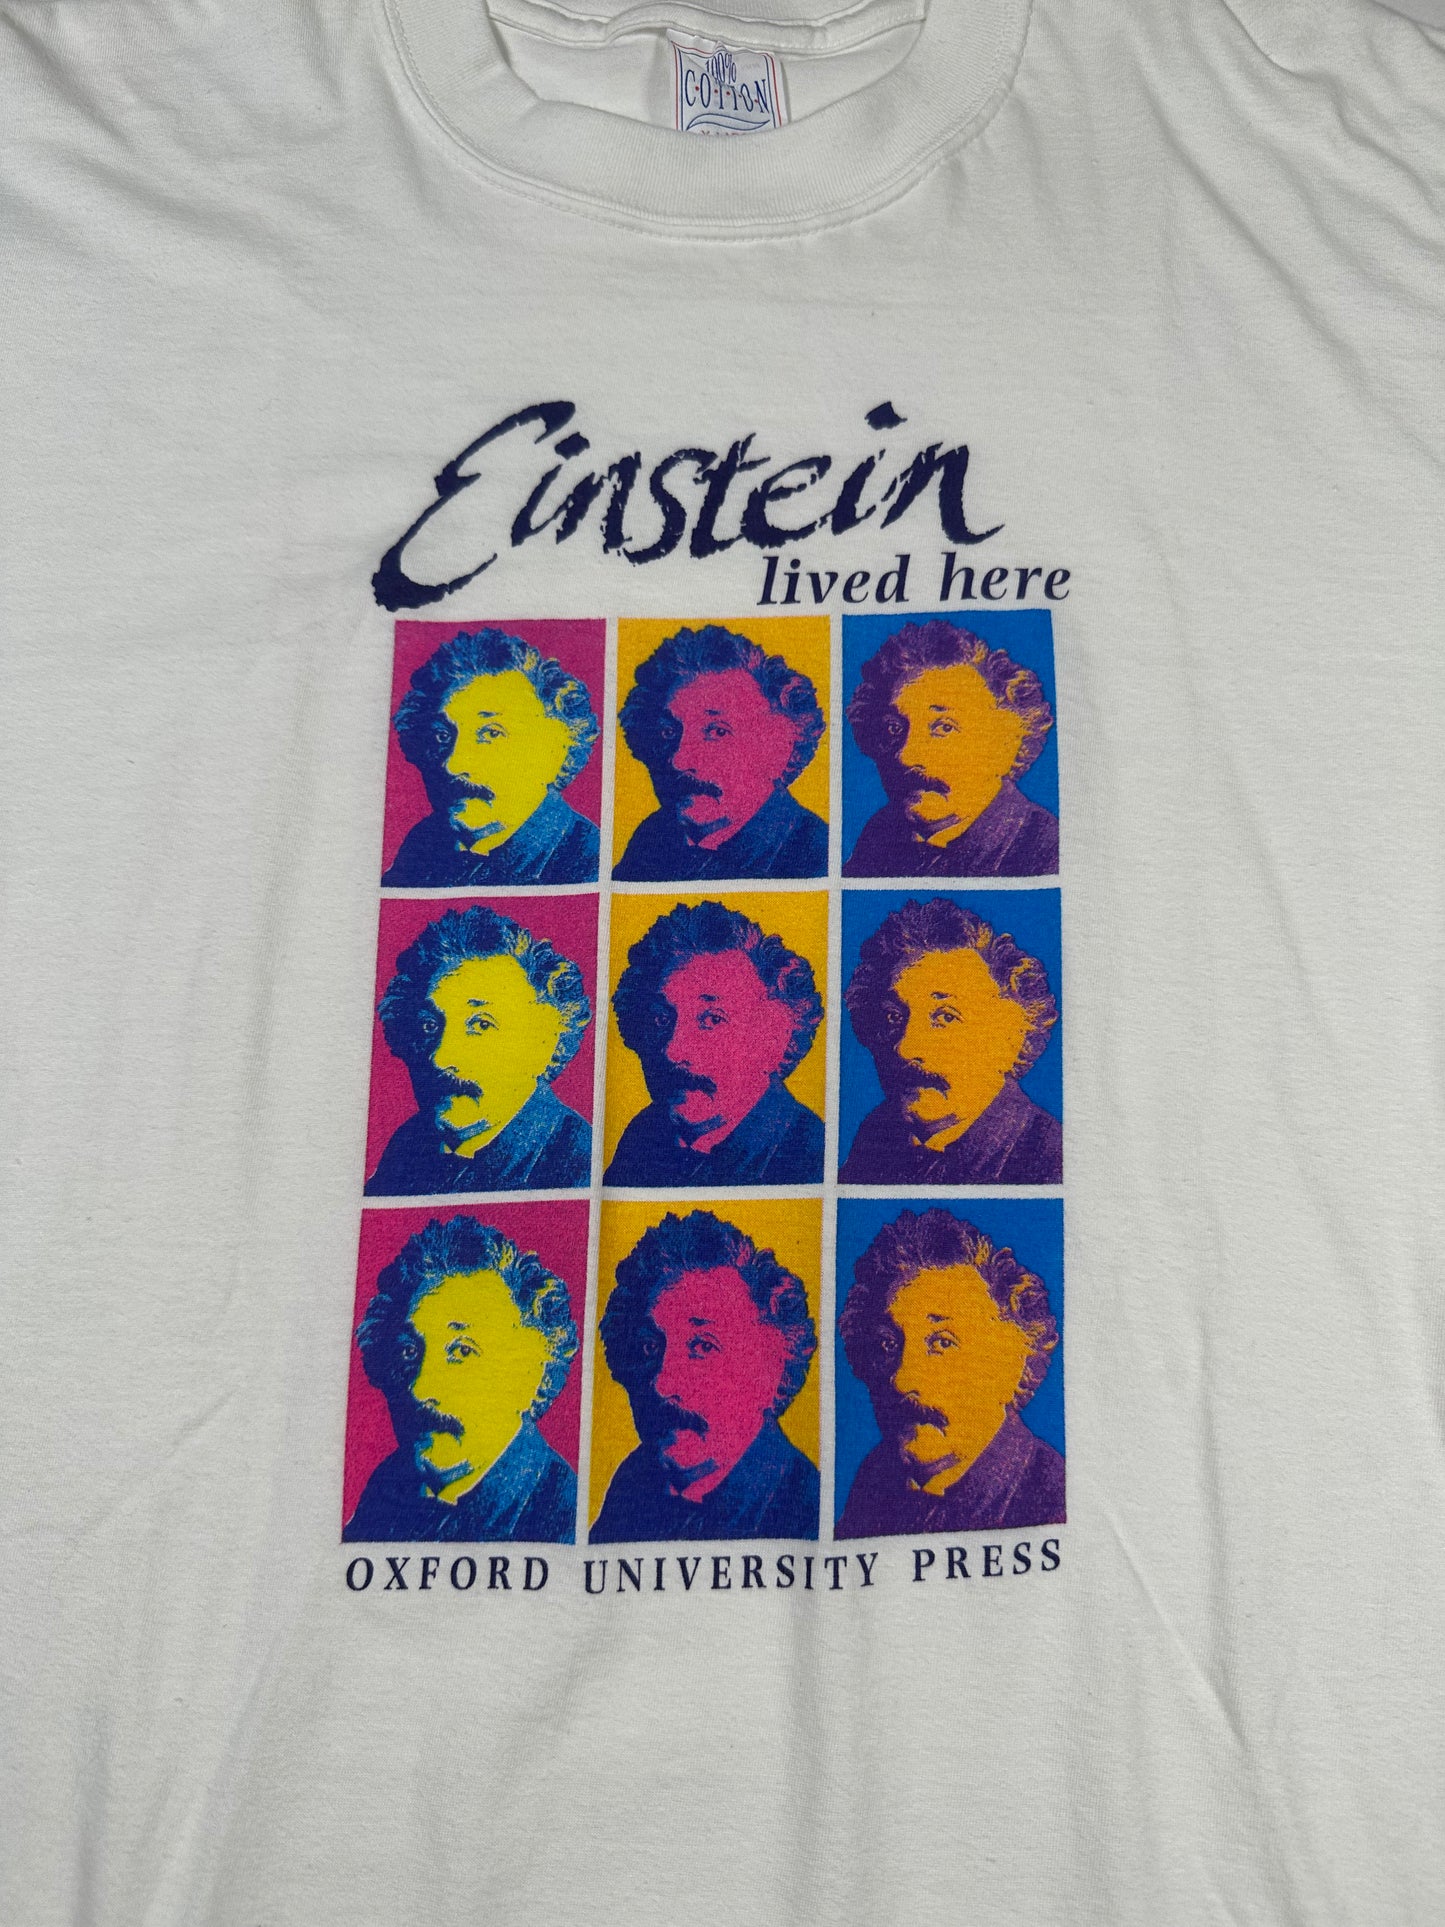 100%
COTTON
Einstein
lived here
OXFORD UNIVERSITY PRESS